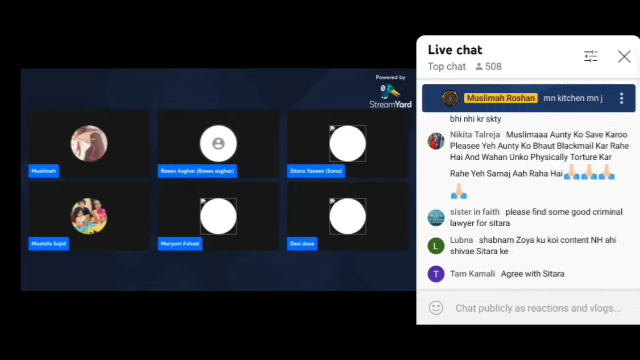 Powered by
StreamYard
Muslimah
Raees Asghar (Raees asghar)
Sitara Yaseen (Sana)
Mustafa Sajid
Maryam Fahad
Desi dose
Live chat
Top chat 508
Muslimah Roshan mn kitchen mn j
bhi nhi kr skty
Nikita Talreja Muslimaaa Aunty Ko Save Karoo
Pleasee Yeh Aunty Ko Bhaut Blackmail Kar Rahe
Hai And Wahan Unko Physically Torture Kar
Rahe Yeh Samaj Aah Raha Hai🙏🏻🙏🏻🙏🏻
🙏🏻
sister in faith please find some good criminal
lawyer for sitara
L Lubna shabnam Zoya ku koi content NH ahi
shivae Sitara ke
T Tam Kamali Agree with Sitara
Chat publicly as reactions and vlogs...